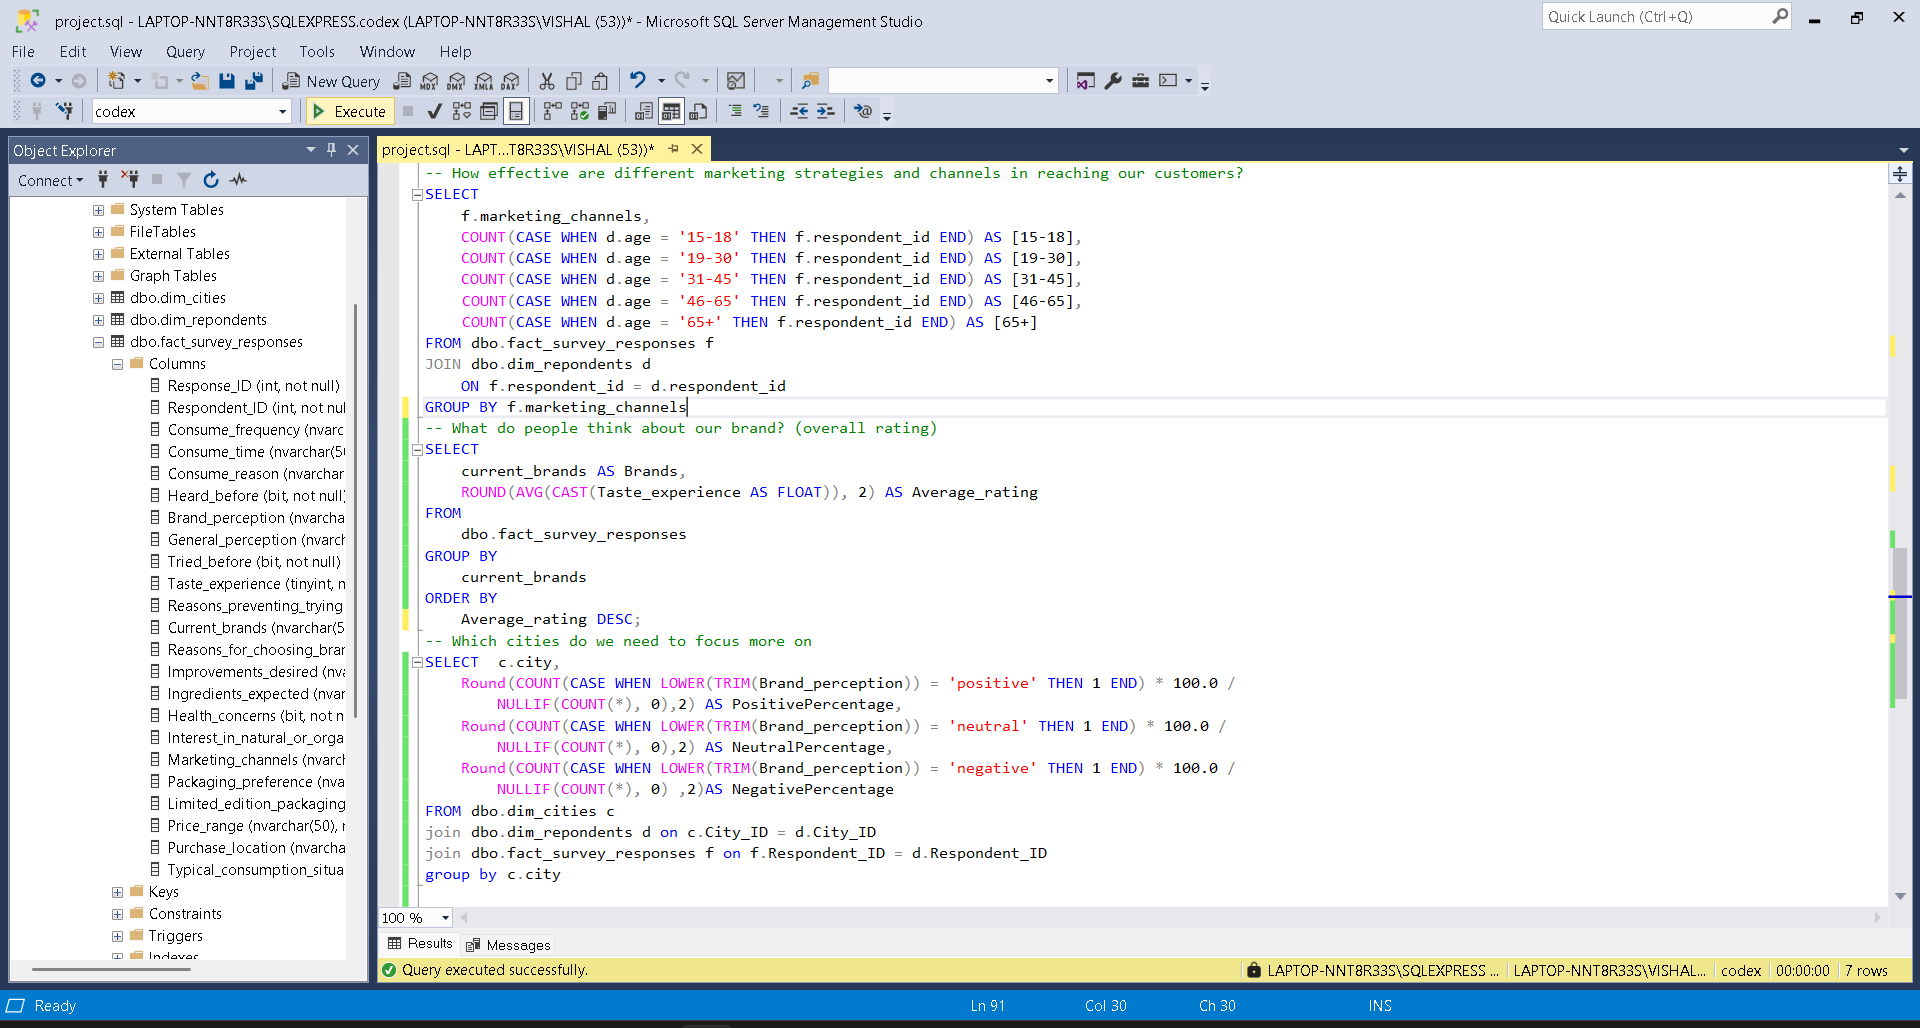 project.sql - LAPTOP-NNT8R33S\SQLEXPRESS.codex (LAPTOP-NNT8R33S\VISHAL (53))* - Microsoft SQL Server Management Studio
Quick Launch (Ctrl+Q)
File Edit View Query Project Tools Window Help
New Query MDX DMX XMLA DAX
codex Execute
Object Explorer
project.sql - LAPT...T8R33S\VISHAL (53))*
Connect
System Tables
FileTables
External Tables
Graph Tables
dbo.dim_cities
dbo.dim_repondents
dbo.fact_survey_responses
Columns
Response_ID (int, not null)
Respondent_ID (int, not nul
Consume_frequency (nvarc
Consume_time (nvarchar(5
Consume_reason (nvarchar
Heard_before (bit, not null)
Brand_perception (nvarcha
General_perception (nvarch
Tried_before (bit, not null)
Taste_experience (tinyint, n
Reasons_preventing_trying
Current_brands (nvarchar(5
Reasons_for_choosing_brar
Improvements_desired (nva
Ingredients_expected (nvar
Health_concerns (bit, not n
Interest_in_natural_or_orga
Marketing_channels (nvarch
Packaging_preference (nva
Limited_edition_packaging
Price_range (nvarchar(50), r
Purchase_location (nvarcha
Typical_consumption_situa
Keys
Constraints
Triggers
Indexes
-- How effective are different marketing strategies and channels in reaching our customers?
SELECT
f.marketing_channels,
COUNT(CASE WHEN d.age = '15-18' THEN f.respondent_id END) AS [15-18],
COUNT(CASE WHEN d.age = '19-30' THEN f.respondent_id END) AS [19-30],
COUNT(CASE WHEN d.age = '31-45' THEN f.respondent_id END) AS [31-45],
COUNT(CASE WHEN d.age = '46-65' THEN f.respondent_id END) AS [46-65],
COUNT(CASE WHEN d.age = '65+' THEN f.respondent_id END) AS [65+]
FROM dbo.fact_survey_responses f
JOIN dbo.dim_repondents d
ON f.respondent_id = d.respondent_id
GROUP BY f.marketing_channels
-- What do people think about our brand? (overall rating)
SELECT
current_brands AS Brands,
ROUND(AVG(CAST(Taste_experience AS FLOAT)), 2) AS Average_rating
FROM
dbo.fact_survey_responses
GROUP BY
current_brands
ORDER BY
Average_rating DESC;
-- Which cities do we need to focus more on
SELECT  c.city,
Round(COUNT(CASE WHEN LOWER(TRIM(Brand_perception)) = 'positive' THEN 1 END) * 100.0 /
NULLIF(COUNT(*), 0),2) AS PositivePercentage,
Round(COUNT(CASE WHEN LOWER(TRIM(Brand_perception)) = 'neutral' THEN 1 END) * 100.0 /
NULLIF(COUNT(*), 0),2) AS NeutralPercentage,
Round(COUNT(CASE WHEN LOWER(TRIM(Brand_perception)) = 'negative' THEN 1 END) * 100.0 /
NULLIF(COUNT(*), 0) ,2)AS NegativePercentage
FROM dbo.dim_cities c
join dbo.dim_repondents d on c.City_ID = d.City_ID
join dbo.fact_survey_responses f on f.Respondent_ID = d.Respondent_ID
group by c.city
100 %
Results Messages
Query executed successfully. LAPTOP-NNT8R33S\SQLEXPRESS ... LAPTOP-NNT8R33S\VISHAL... codex 00:00:00 7 rows
Ready Ln 91 Col 30 Ch 30 INS